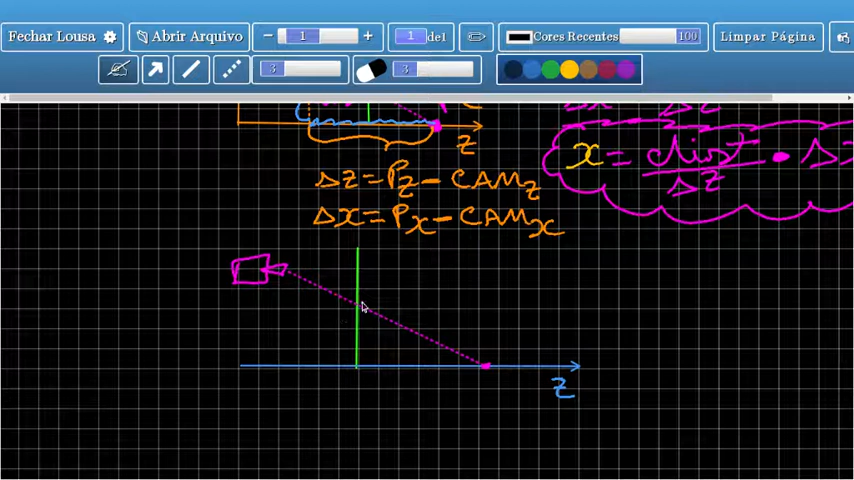 Fechar Lousa Abrir Arquivo − 1 + 1 de1 Cores Recentes 100 Limpar Página
3 3
Z
x = dist / Δz •
Δz = Pz − CAMz
Δx = Px − CAMx
z